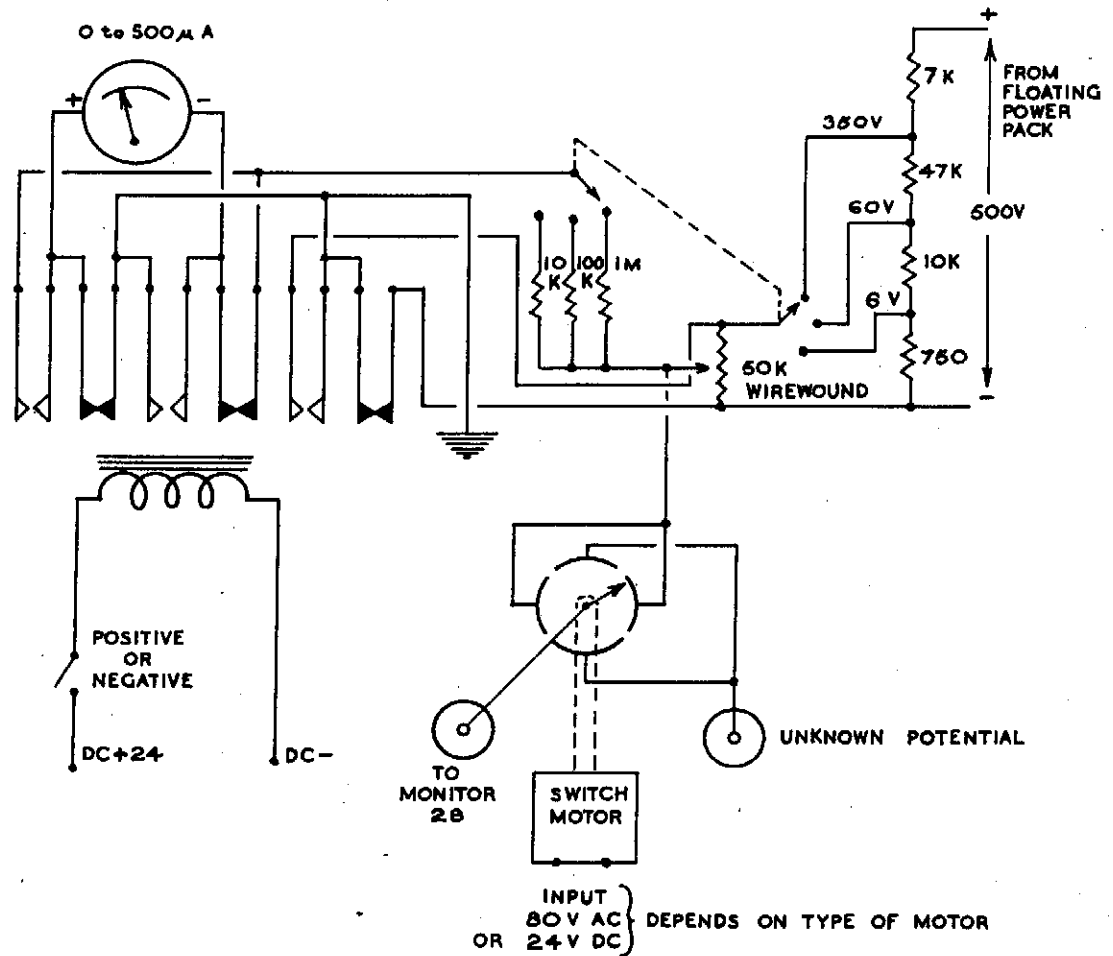 0 to 500 µ A
+
-
+
7K
FROM
FLOATING
POWER
PACK
350V
47K
60V
500V
10
K
100
K
1M
10K
6 V
750
50K
WIREWOUND
-
POSITIVE
OR
NEGATIVE
DC+24
DC-
TO
MONITOR
28
SWITCH
MOTOR
UNKNOWN POTENTIAL
INPUT
80V AC
OR 24V DC
DEPENDS ON TYPE OF MOTOR